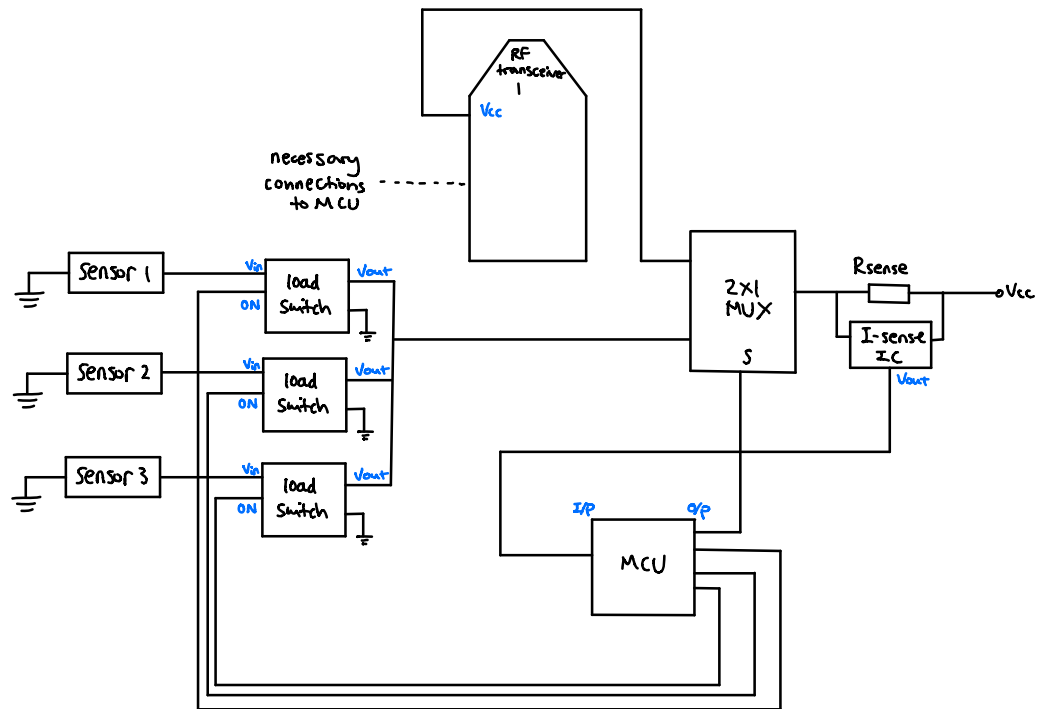 RF
transceiver
1
Vcc
necessary
connections
to MCU
Sensor 1
Vin
ON
load
Switch
Vout
2x1
MUX
S
Rsense
Vcc
I-sense
IC
Vout
Sensor 2
Vin
ON
load
Switch
Vout
Sensor 3
Vin
ON
load
Switch
Vout
I/P
O/P
MCU